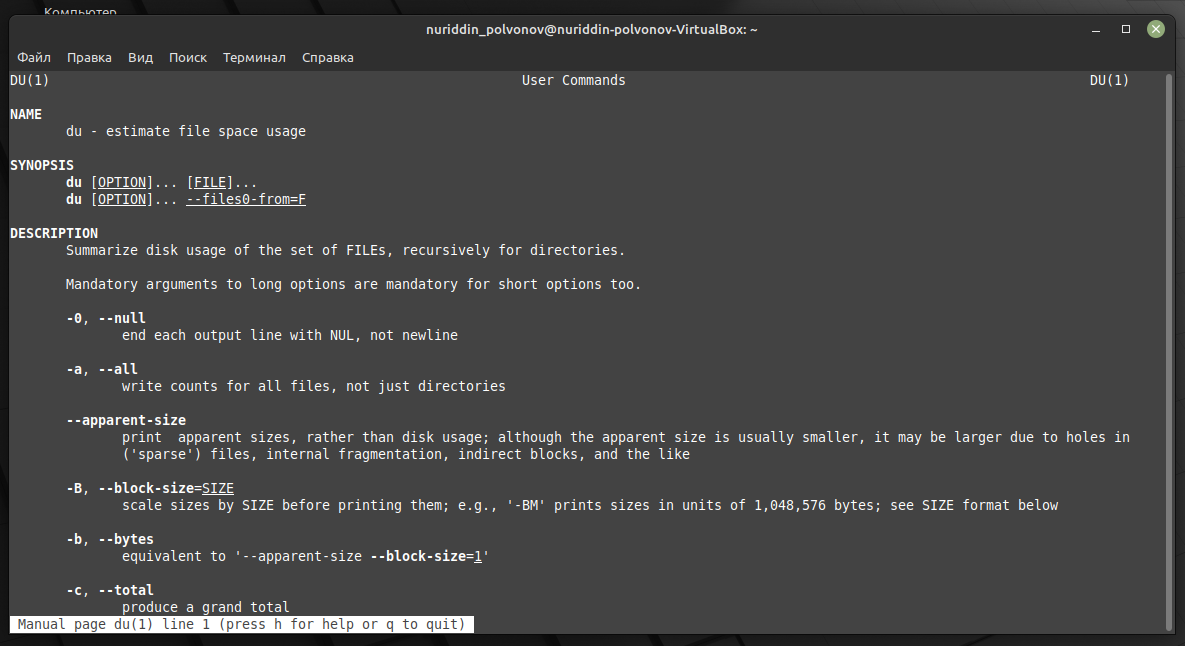 Компьютер
nuriddin_polvonov@nuriddin-polvonov-VirtualBox: ~
Файл Правка Вид Поиск Терминал Справка
DU(1) User Commands DU(1)
NAME
du - estimate file space usage
SYNOPSIS
du [OPTION]... [FILE]...
du [OPTION]... --files0-from=F
DESCRIPTION
Summarize disk usage of the set of FILEs, recursively for directories.
Mandatory arguments to long options are mandatory for short options too.
-0, --null
end each output line with NUL, not newline
-a, --all
write counts for all files, not just directories
--apparent-size
print  apparent sizes, rather than disk usage; although the apparent size is usually smaller, it may be larger due to holes in
('sparse') files, internal fragmentation, indirect blocks, and the like
-B, --block-size=SIZE
scale sizes by SIZE before printing them; e.g., '-BM' prints sizes in units of 1,048,576 bytes; see SIZE format below
-b, --bytes
equivalent to '--apparent-size --block-size=1'
-c, --total
produce a grand total
Manual page du(1) line 1 (press h for help or q to quit)